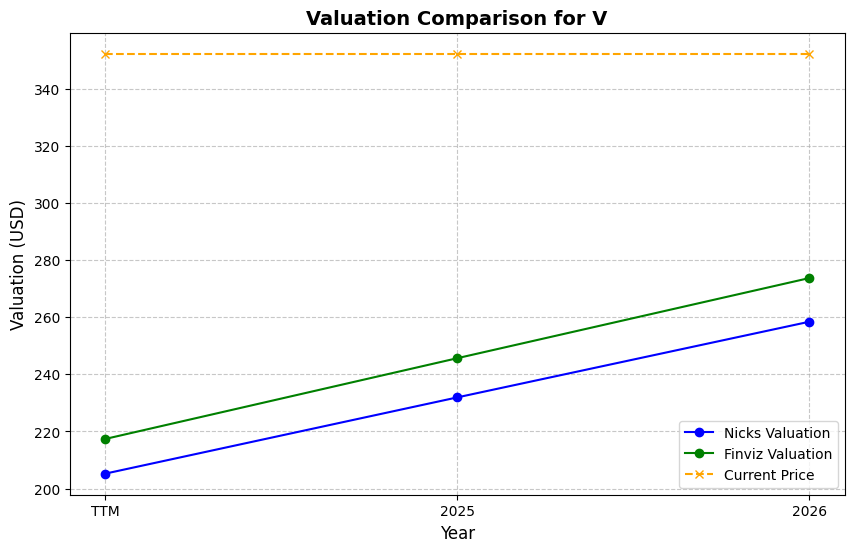 Valuation Comparison for V
Valuation (USD)
340
320
300
280
260
240
220
200
TTM
2025
2026
Year
Nicks Valuation
Finviz Valuation
Current Price